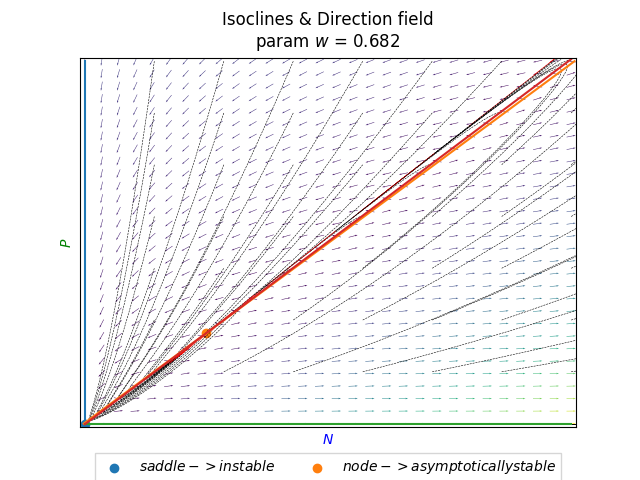 Isoclines & Direction field
param w = 0.682
P
N
saddle -> instable
node -> asymptoticallystable